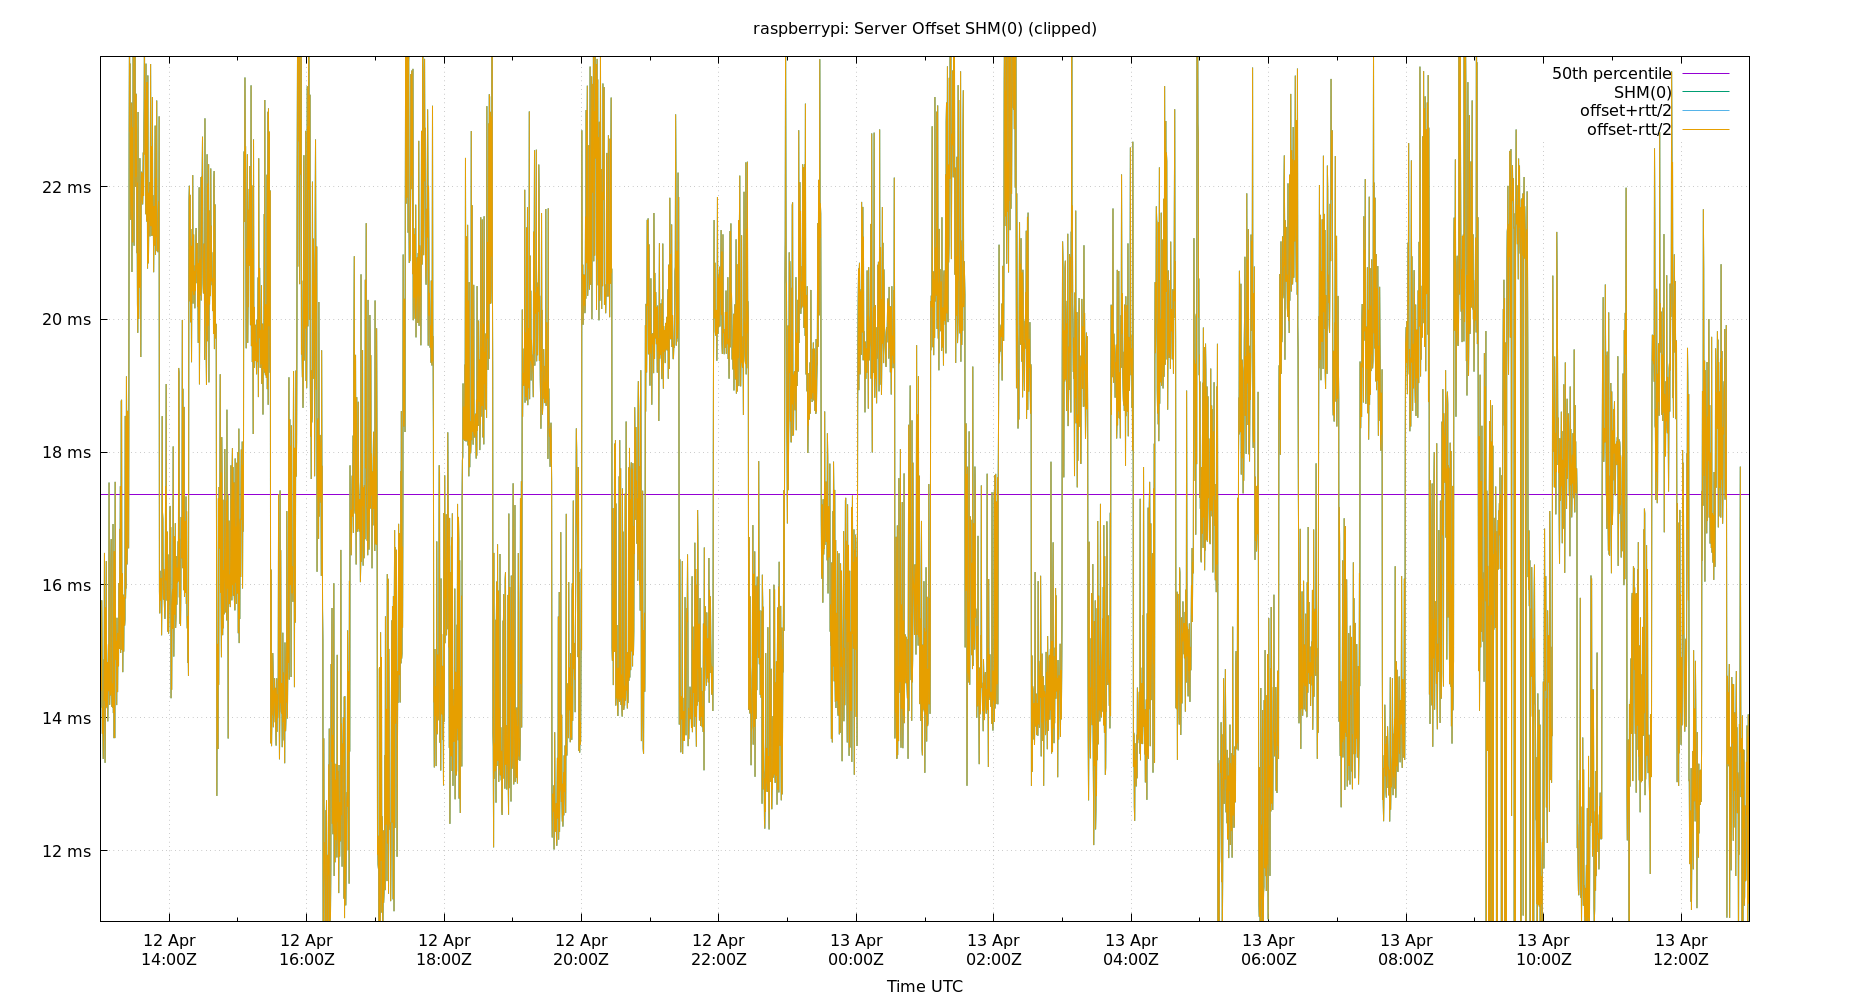 raspberrypi: Server Offset SHM(0) (clipped)
50th percentile
SHM(0)
offset+rtt/2
offset-rtt/2
22 ms
20 ms
18 ms
16 ms
14 ms
12 ms
12 Apr 12 Apr 12 Apr 12 Apr 12 Apr 13 Apr 13 Apr 13 Apr 13 Apr 13 Apr 13 Apr 13 Apr
14:00Z 16:00Z 18:00Z 20:00Z 22:00Z 00:00Z 02:00Z 04:00Z 06:00Z 08:00Z 10:00Z 12:00Z
Time UTC